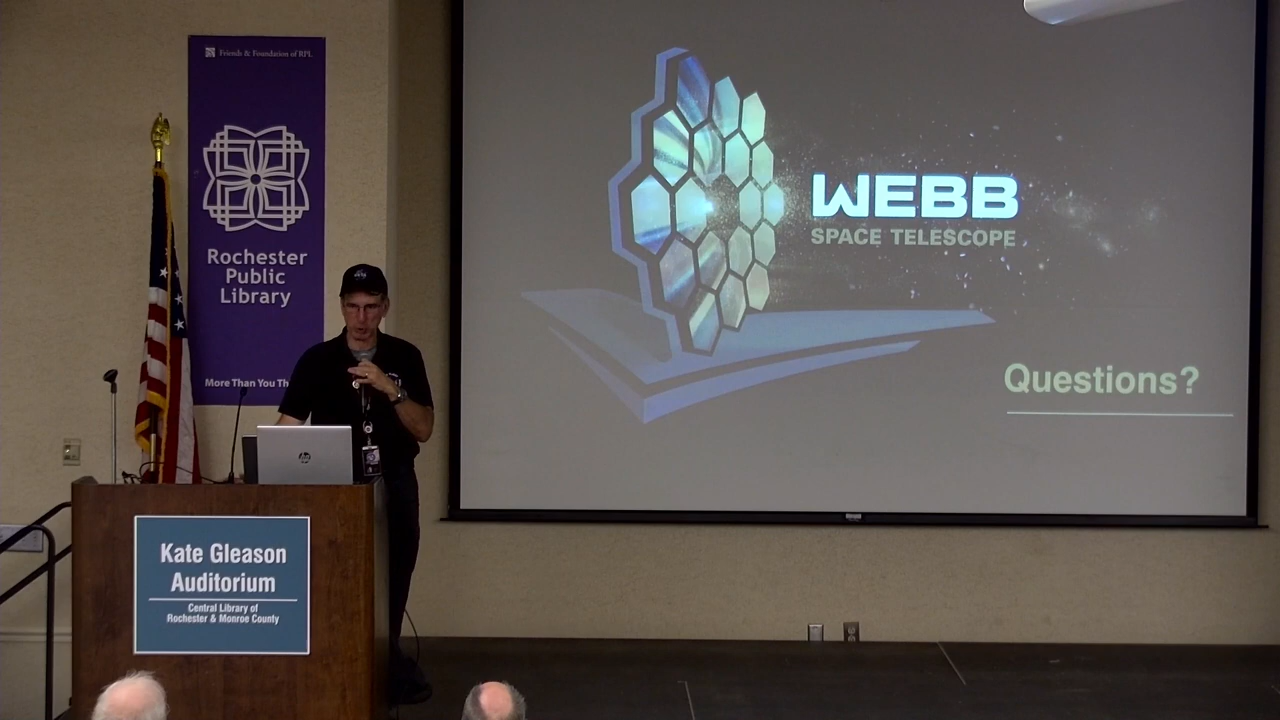 Friends & Foundation of RPL
Rochester
Public
Library
More Than You Th
WEBB
SPACE TELESCOPE
Questions?
hp
Kate Gleason
Auditorium
Central Library of
Rochester & Monroe County